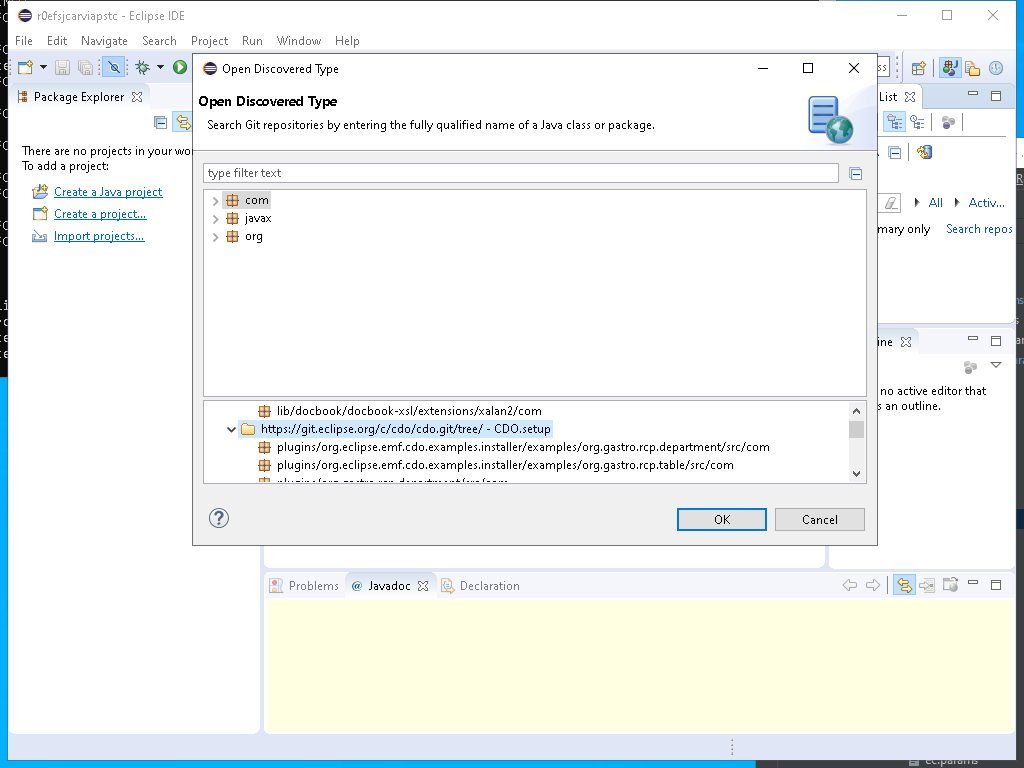 r0efsjcarviapstc - Eclipse IDE
File Edit Navigate Search Project Run Window Help
Open Discovered Type
Package Explorer
List
Open Discovered Type
Search Git repositories by entering the fully qualified name of a Java class or package.
There are no projects in your wo
To add a project:
type filter text
Create a Java project
com
All Activ...
Create a project...
javax
mary only Search repos
Import projects...
org
ine
no active editor that
s an outline.
lib/docbook/docbook-xsl/extensions/xalan2/com
https://git.eclipse.org/c/cdo/cdo.git/tree/ - CDO.setup
plugins/org.eclipse.emf.cdo.examples.installer/examples/org.gastro.rcp.department/src/com
plugins/org.eclipse.emf.cdo.examples.installer/examples/org.gastro.rcp.table/src/com
OK Cancel
Problems @ Javadoc Declaration
ec.params